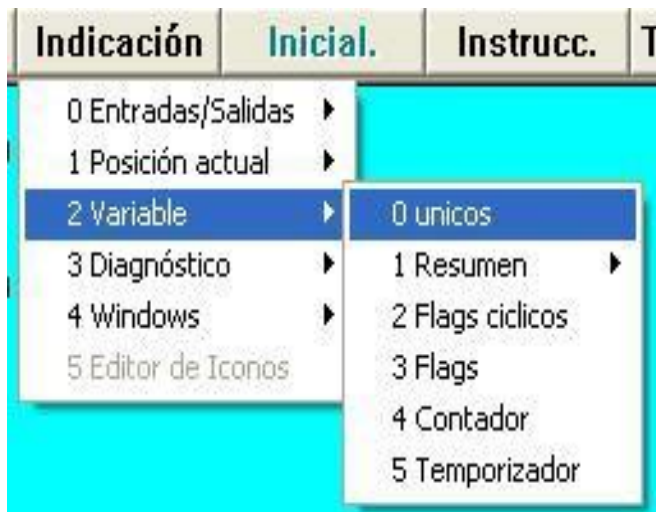 Indicación Inicial. Instrucc. T
0 Entradas/Salidas
1 Posición actual
2 Variable
3 Diagnóstico
4 Windows
5 Editor de Iconos
0 unicos
1 Resumen
2 Flags ciclicos
3 Flags
4 Contador
5 Temporizador